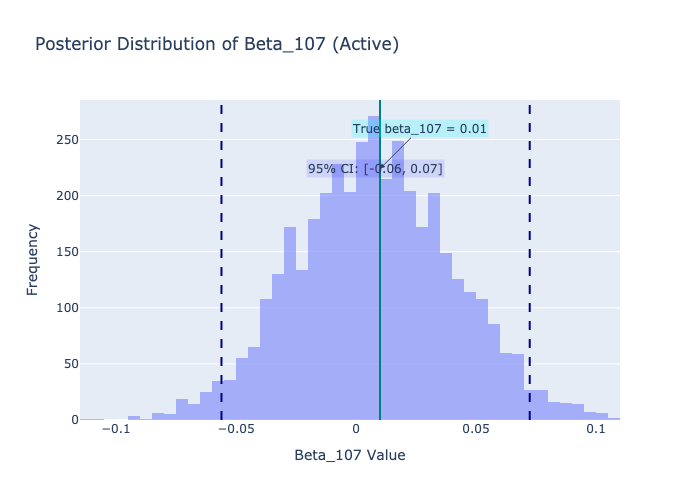 Posterior Distribution of Beta_107 (Active)
True beta_107 = 0.01
95% CI: [-0.06, 0.07]
250
200
150
100
50
0
Frequency
−0.1
−0.05
0
0.05
0.1
Beta_107 Value